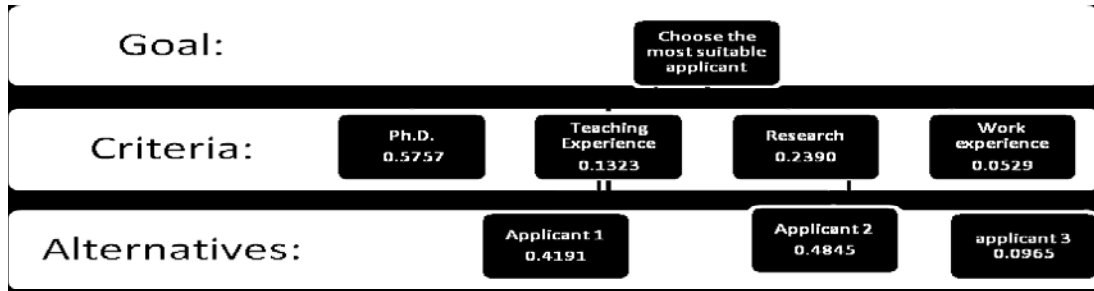 Goal:
Choose the
most suitable
applicant
Criteria:
Ph.D.
0.5757
Teaching
Experience
0.1323
Research
0.2390
Work
experience
0.0529
Alternatives:
Applicant 1
0.4191
Applicant 2
0.4845
applicant 3
0.0965